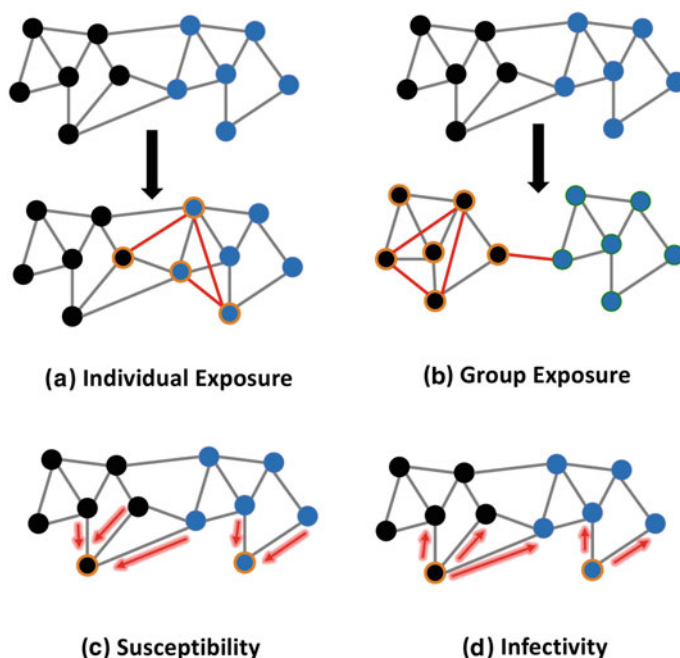 (a) Individual Exposure
(b) Group Exposure
(c) Susceptibility
(d) Infectivity